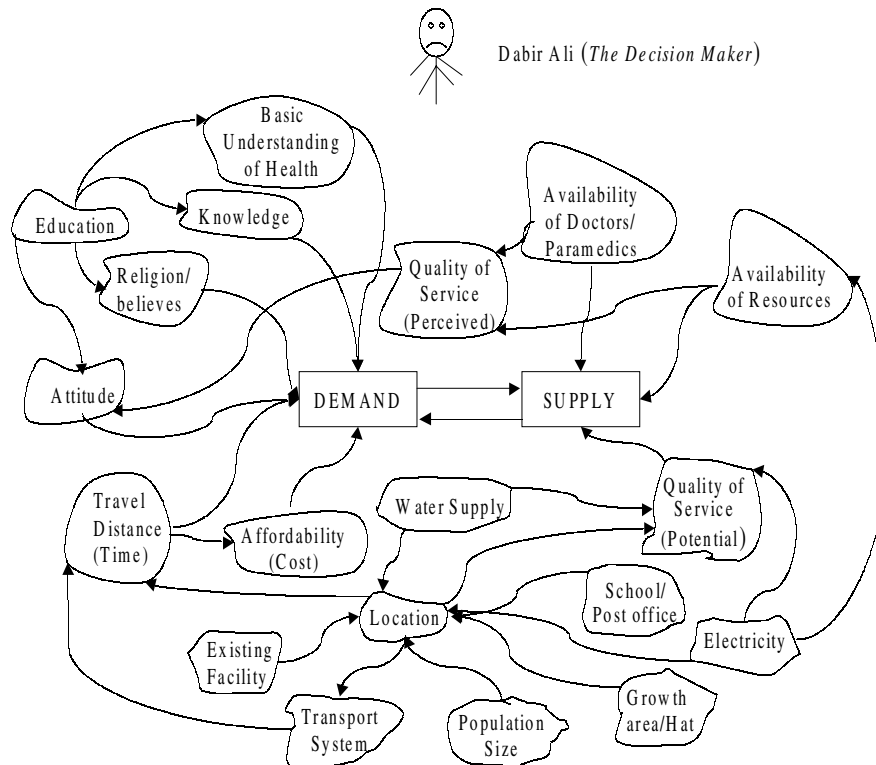 Dabir Ali (The Decision Maker)
Basic
Understanding
of Health
Education
Knowledge
Religion/
believes
Attitude
Quality of
Service
(Perceived)
Availability
of Doctors/
Paramedics
Availability
of Resources
DEMAND
SUPPLY
Travel
Distance
(Time)
Affordability
(Cost)
Water Supply
Quality of
Service
(Potential)
Location
School/
Post office
Electricity
Existing
Facility
Transport
System
Population
Size
Growth
area/Hat